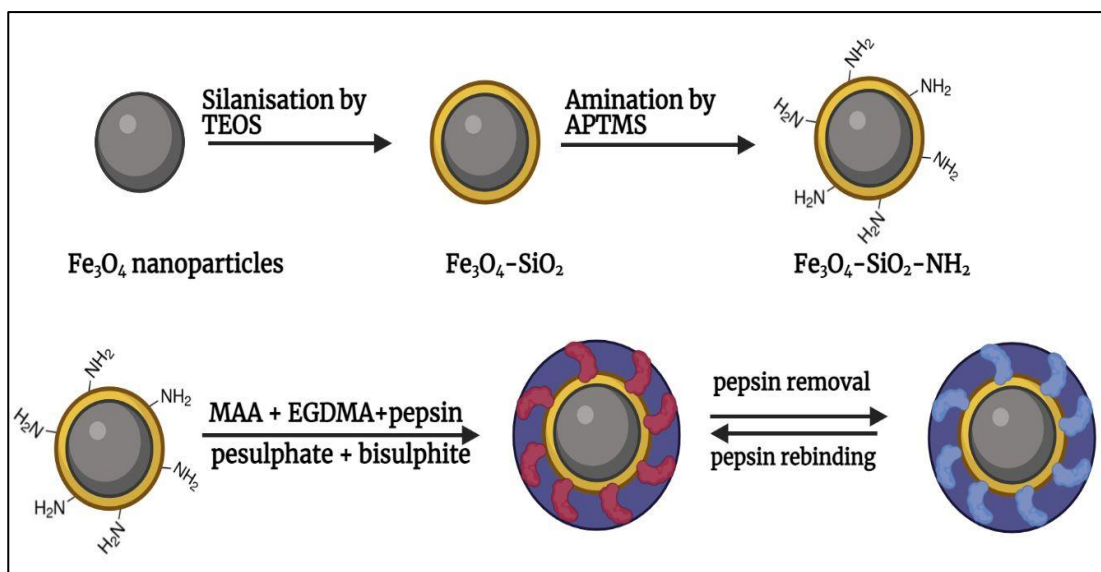 Silanisation by
TEOS
Amination by
APTMS
NH₂
NH₂
H₂N
NH₂
H₂N
H₂N
Fe₃O₄ nanoparticles
Fe₃O₄-SiO₂
Fe₃O₄-SiO₂-NH₂
NH₂
NH₂
H₂N
NH₂
H₂N
H₂N
MAA + EGDMA+pepsin
pesulphate + bisulphite
pepsin removal
pepsin rebinding